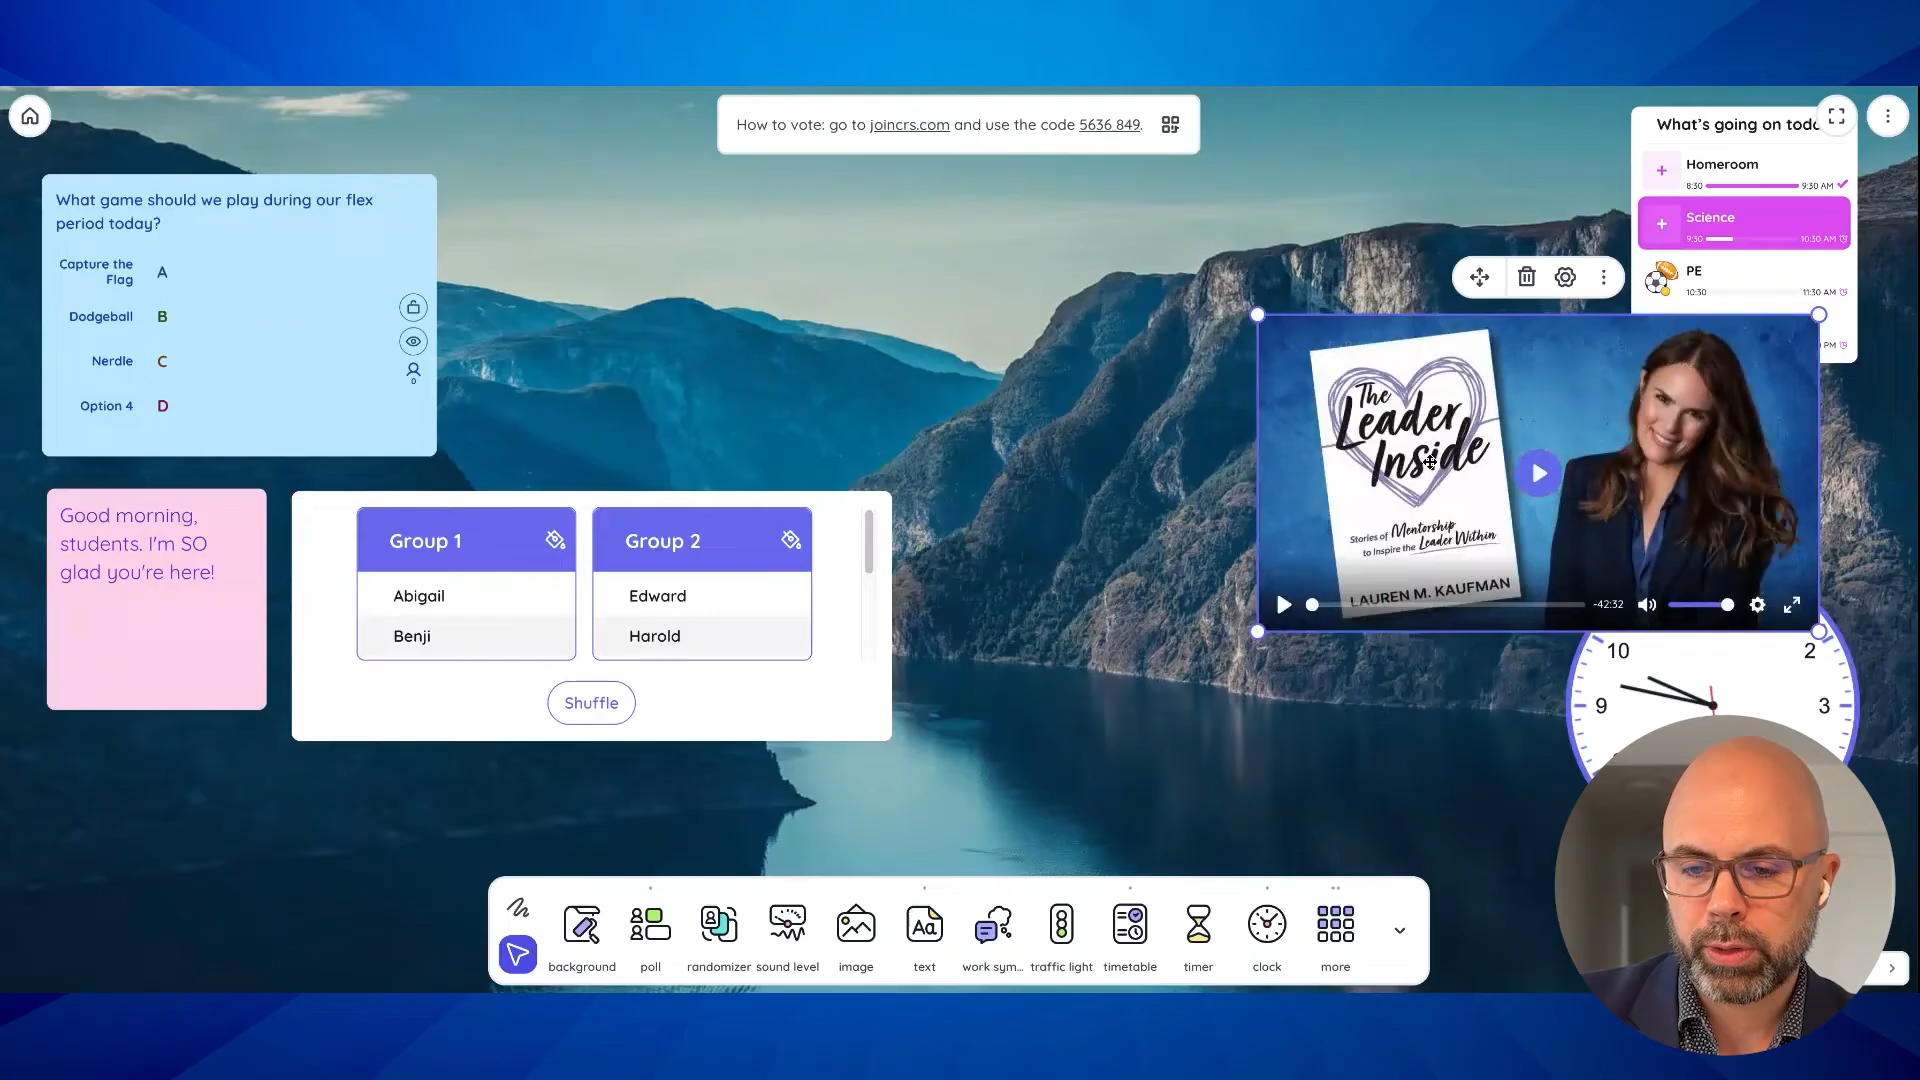 How to vote: go to joincrs.com and use the code 5636 849.
What game should we play during our flex
period today?
Capture the
Flag
A
Dodgeball
B
Nerdle
C
Option 4
D
0
Good morning,
students. I'm SO
glad you're here!
Group 1
Abigail
Benji
Group 2
Edward
Harold
Shuffle
What's going on toda
Homeroom
8:30
9:30 AM
Science
9:30
10:30 AM
PE
10:30
11:30 AM
PM
The
Leader
Inside
Stories of Mentorship
to Inspire the Leader Within
LAUREN M. KAUFMAN
-42:32
10
2
9
3
background
poll
randomizer
sound level
image
Aa
text
work sym...
traffic light
timetable
timer
clock
more